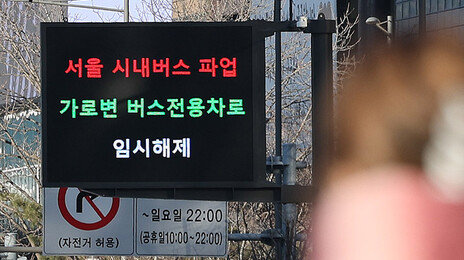 서울 시내버스 파업
가로변 버스전용차로
임시해제
(자전거 허용)
~일요일 22:00
(공휴일10:00~22:00)